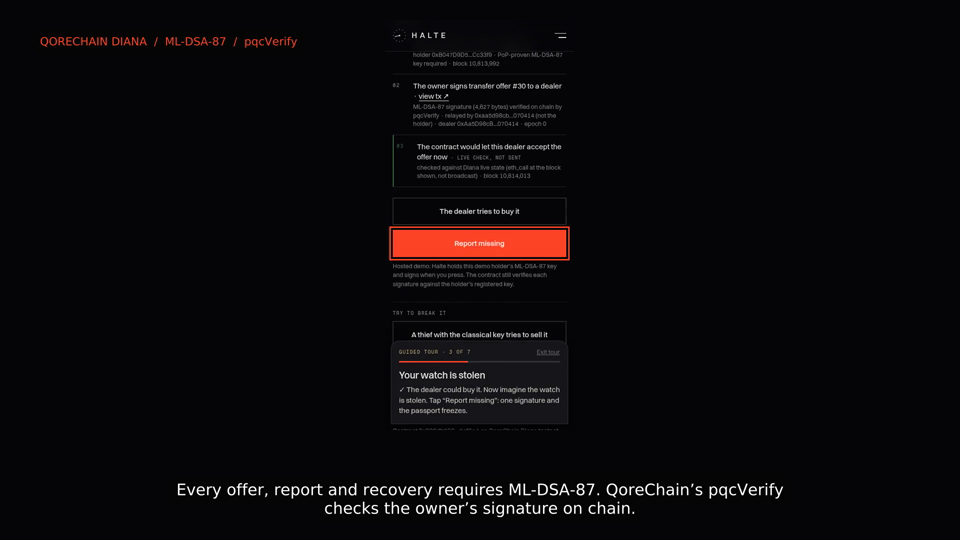 QORECHAIN DIANA / ML-DSA-87 / pqcVerify
HALTE
key required · block 10,813,992
02
The owner signs transfer offer #30 to a dealer
· view tx ↗
ML-DSA-87 signature (4,627 bytes) verified on chain by
pqcVerify · relayed by 0xaa5d98cb…070414 (not the
holder) · dealer 0xAa5D98cB…070414 · epoch 0
03
The contract would let this dealer accept the
offer now · LIVE CHECK, NOT SENT
checked against Diana live state (eth_call at the block
shown, not broadcast) · block 10,814,013
The dealer tries to buy it
Report missing
Hosted demo: Halte holds this demo holder's ML-DSA-87 key
and signs when you press. The contract still verifies each
signature against the holder's registered key.
TRY TO BREAK IT
A thief with the classical key tries to sell it
GUIDED TOUR · 3 OF 7
Exit tour
Your watch is stolen
✓ The dealer could buy it. Now imagine the watch
is stolen. Tap “Report missing”: one signature and
the passport freezes.
Every offer, report and recovery requires ML-DSA-87. QoreChain’s pqcVerify
checks the owner’s signature on chain.